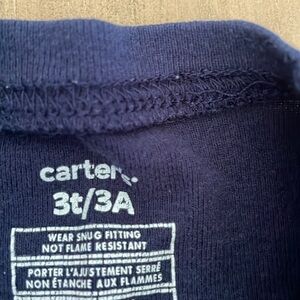 carter's.
3t/3A
WEAR SNUG FITTING
NOT FLAME RESISTANT
PORTER L'AJUSTEMENT SERRÉ
NON ÉTANCHE AUX FLAMMES